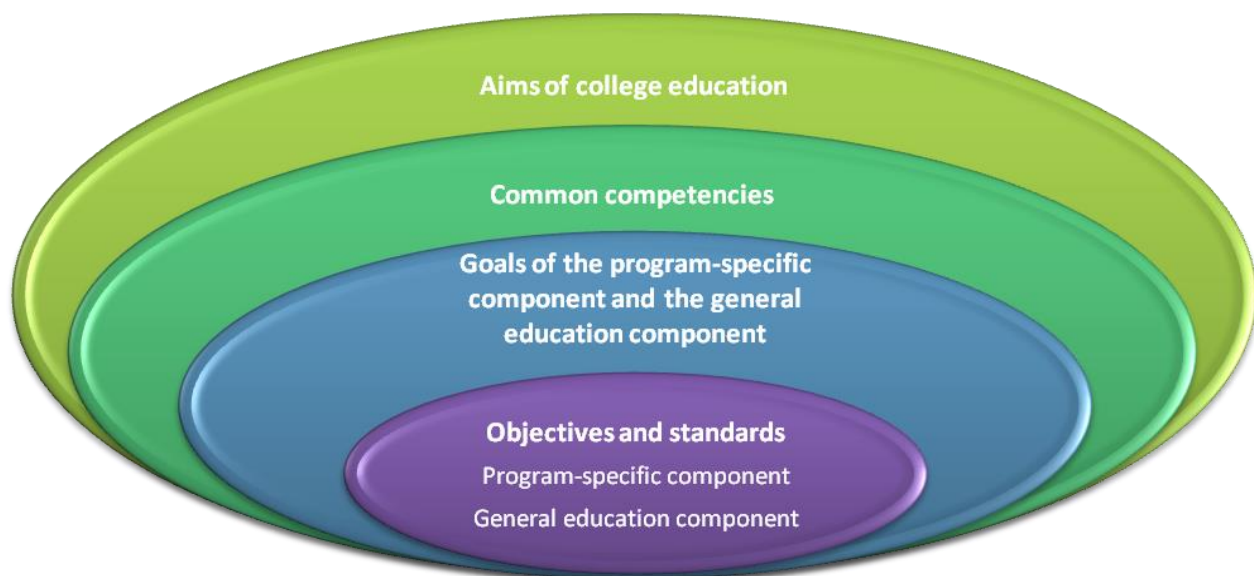 Aims of college education
Common competencies
Goals of the program-specific
component and the general
education component
Objectives and standards
Program-specific component
General education component